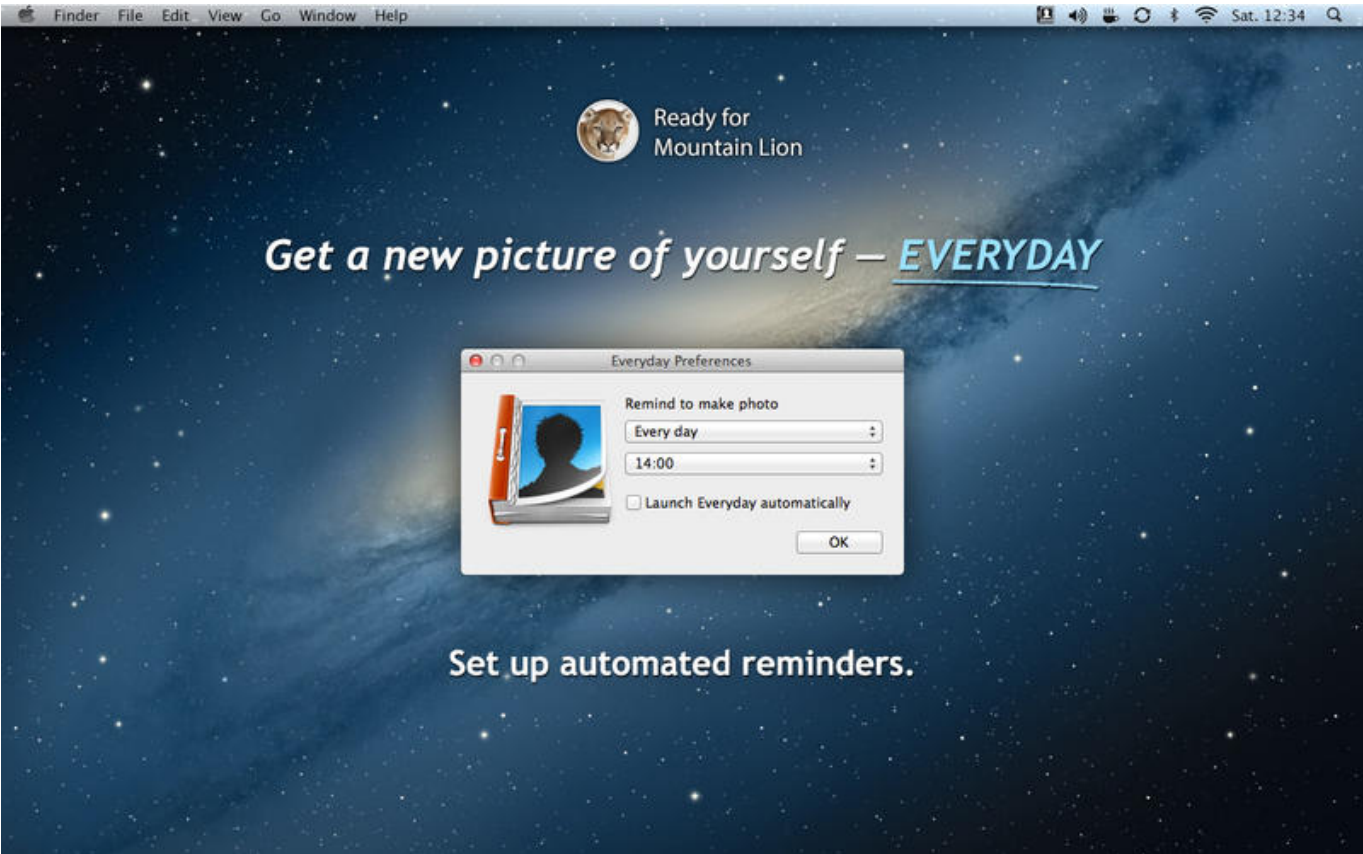 Finder File Edit View Go Window Help Sat. 12:34
Ready for
Mountain Lion
Get a new picture of yourself — EVERYDAY
Everyday Preferences
Remind to make photo
Every day
14:00
Launch Everyday automatically
OK
Set up automated reminders.